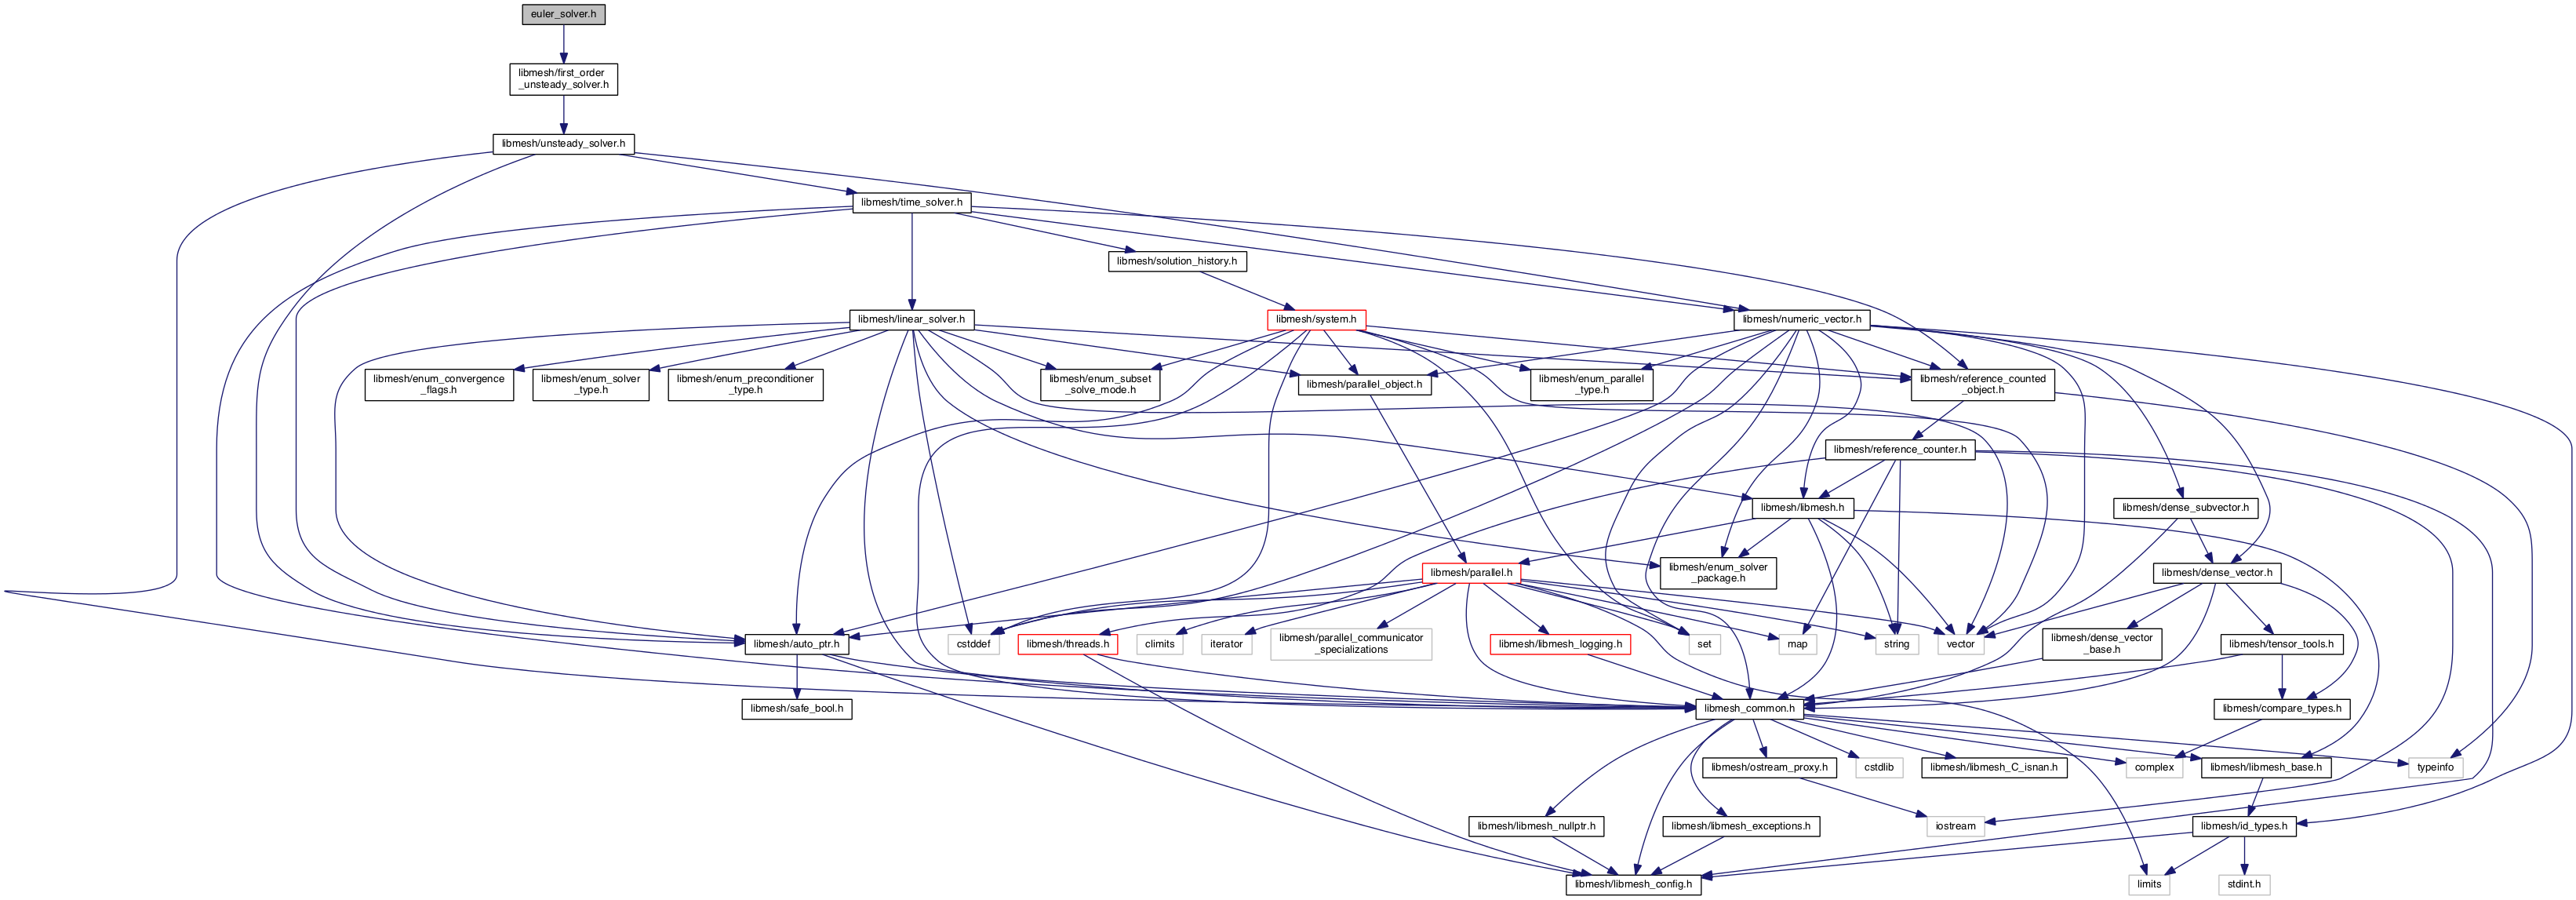 euler_solver.h
libmesh/first_order
_unsteady_solver.h
libmesh/unsteady_solver.h
libmesh/time_solver.h
libmesh/solution_history.h
libmesh/linear_solver.h
libmesh/system.h
libmesh/numeric_vector.h
libmesh/enum_convergence
_flags.h
libmesh/enum_solver
_type.h
libmesh/enum_preconditioner
_type.h
libmesh/enum_subset
_solve_mode.h
libmesh/parallel_object.h
libmesh/enum_parallel
_type.h
libmesh/reference_counted
_object.h
libmesh/reference_counter.h
libmesh/libmesh.h
libmesh/dense_subvector.h
libmesh/parallel.h
libmesh/enum_solver
_package.h
libmesh/dense_vector.h
libmesh/auto_ptr.h
cstddef
libmesh/threads.h
climits
iterator
libmesh/parallel_communicator
_specializations
libmesh/libmesh_logging.h
set
map
string
vector
libmesh/dense_vector
_base.h
libmesh/tensor_tools.h
libmesh/safe_bool.h
libmesh_common.h
libmesh/compare_types.h
libmesh/ostream_proxy.h
cstdlib
libmesh/libmesh_C_isnan.h
complex
libmesh/libmesh_base.h
typeinfo
libmesh/libmesh_nullptr.h
libmesh/libmesh_exceptions.h
iostream
libmesh/id_types.h
libmesh/libmesh_config.h
limits
stdint.h